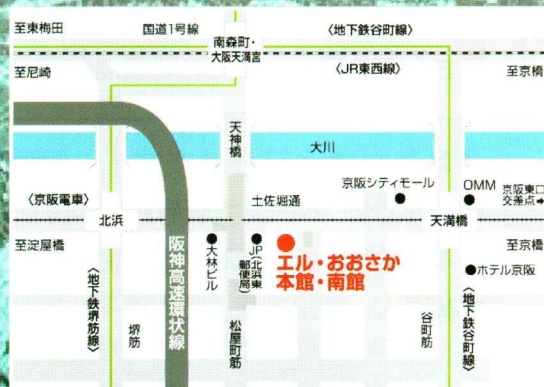 至東梅田
国道1号線
南森町・
大阪天満宮
〈地下鉄谷町線〉
至尼崎
〈JR東西線〉
至京橋
天神橋
大川
京阪シティモール
OMM
京阪東口
交差点➡
〈京阪電車〉
土佐堀通
北浜
天満橋
至淀屋橋
阪神高速環状線
大林ビル
JP(北浜東
郵便局)
エル・おおさか
本館・南館
至京橋
ホテル京阪
〈地下鉄堺筋線〉
堺筋
松屋町筋
谷町筋
〈地下鉄谷町線〉